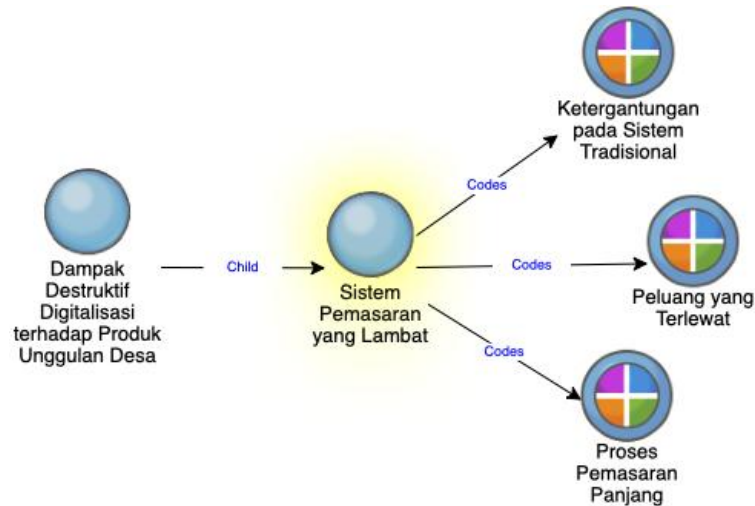 Dampak
Destruktif
Digitalisasi
terhadap Produk
Unggulan Desa
Child
Sistem
Pemasaran
yang Lambat
Codes
Ketergantungan
pada Sistem
Tradisional
Codes
Peluang yang
Terlewat
Codes
Proses
Pemasaran
Panjang